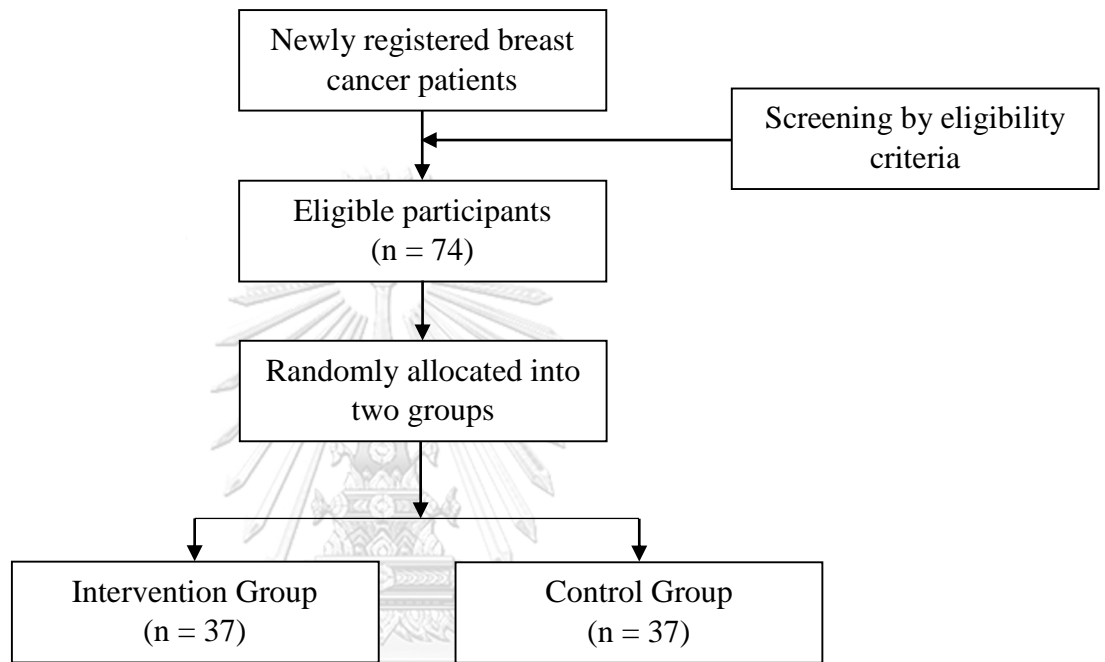 Newly registered breast
cancer patients
Screening by eligibility
criteria
Eligible participants
(n = 74)
Randomly allocated into
two groups
Intervention Group
(n = 37)
Control Group
(n = 37)